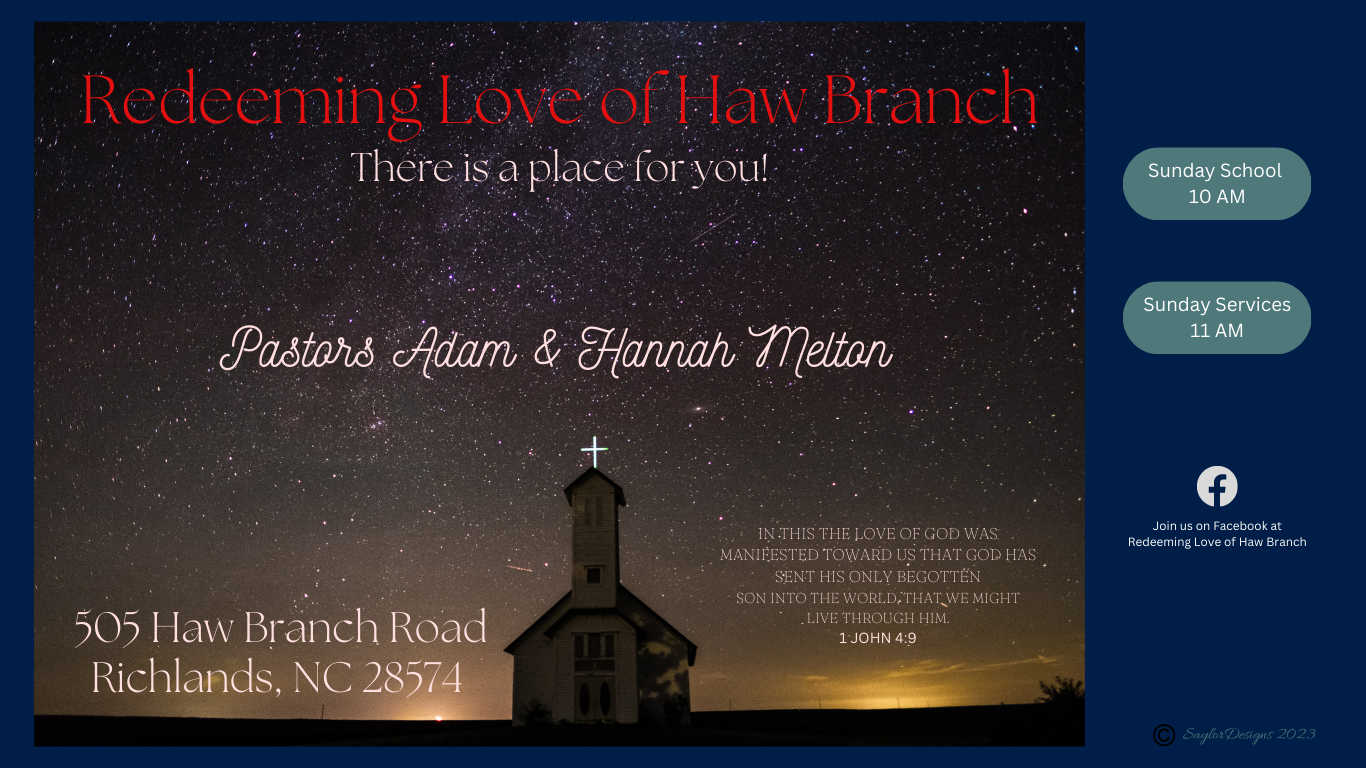 Redeeming Love of Haw Branch
There is a place for you!
Pastors Adam & Hannah Melton
IN THIS THE LOVE OF GOD WAS
MANIFESTED TOWARD US THAT GOD HAS
SENT HIS ONLY BEGOTTEN
SON INTO THE WORLD, THAT WE MIGHT
LIVE THROUGH HIM.
1 JOHN 4:9
505 Haw Branch Road
Richlands, NC 28574
Sunday School
10 AM
Sunday Services
11 AM
Join us on Facebook at
Redeeming Love of Haw Branch
© SaylorDesigns 2023